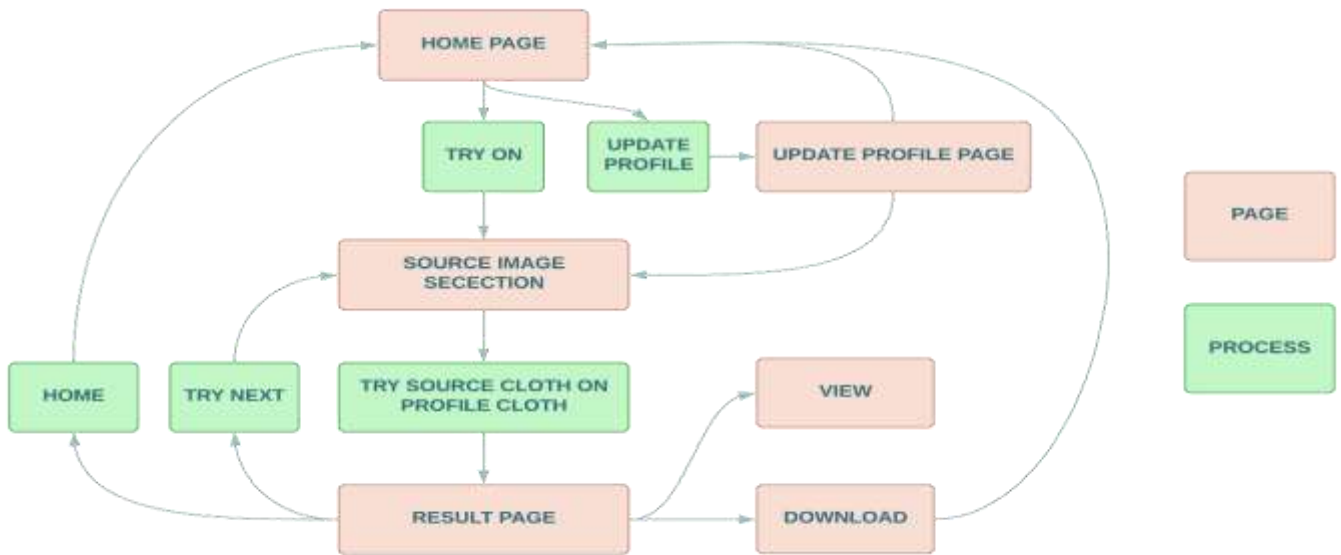 HOME PAGE
TRY ON
UPDATE
PROFILE
UPDATE PROFILE PAGE
PAGE
SOURCE IMAGE
SECECTION
PROCESS
HOME
TRY NEXT
TRY SOURCE CLOTH ON
PROFILE CLOTH
VIEW
RESULT PAGE
DOWNLOAD